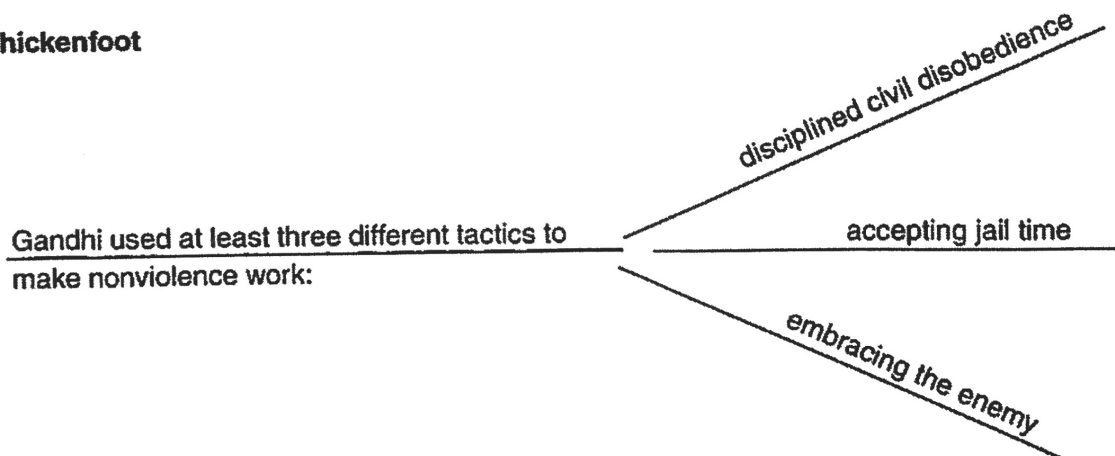 hickenfoot
disciplined civil disobedience
Gandhi used at least three different tactics to
make nonviolence work:
accepting jail time
embracing the enemy